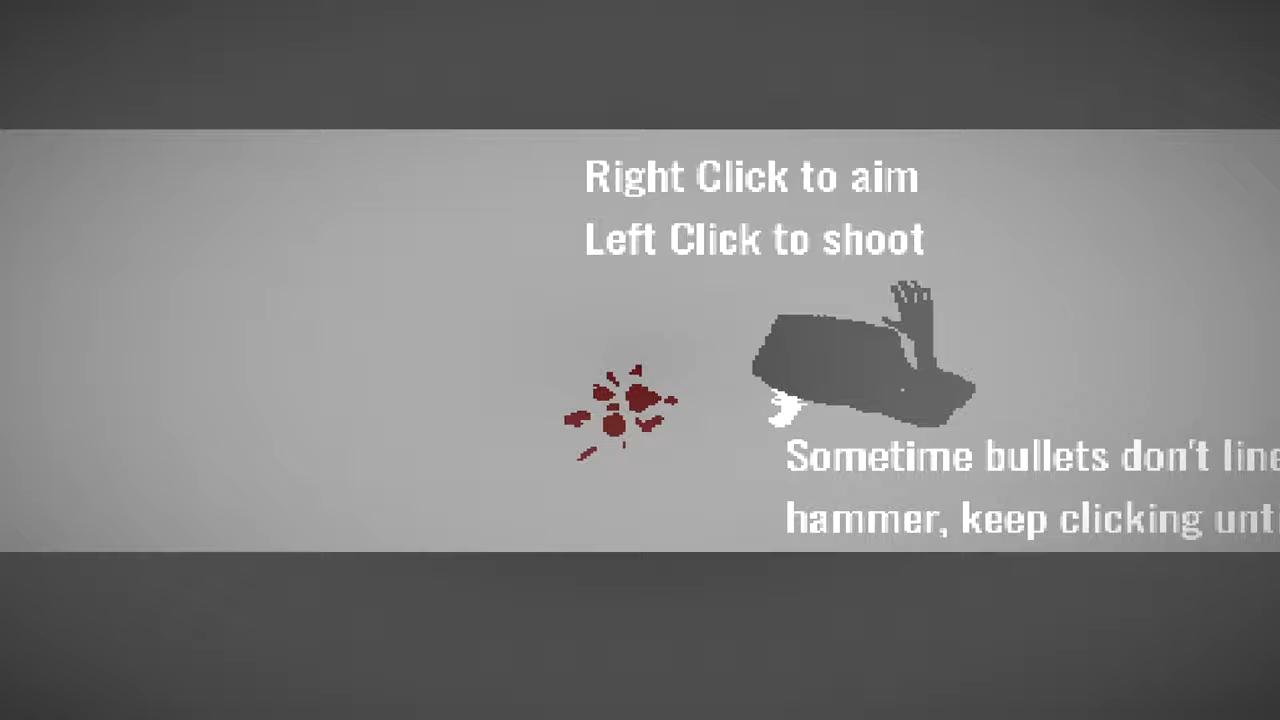 Right Click to aim
Left Click to shoot
Sometime bullets don't line
hammer, keep clicking unt